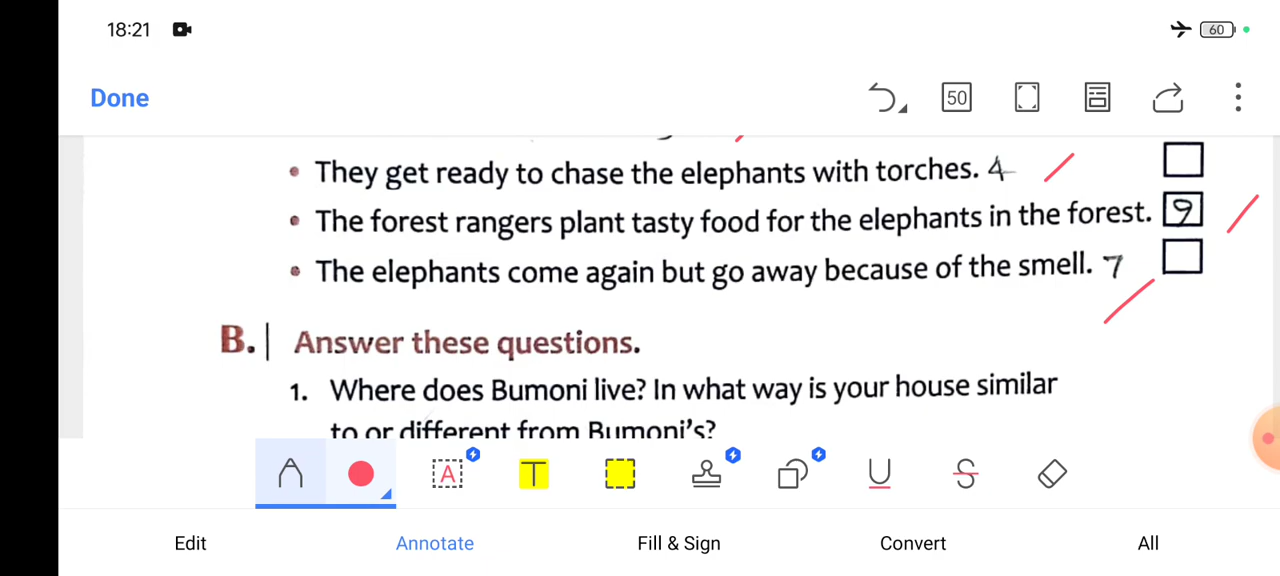 18:21 60
Done 50
• They get ready to chase the elephants with torches. 4
• The forest rangers plant tasty food for the elephants in the forest. 9
• The elephants come again but go away because of the smell. 7
B. Answer these questions.
1. Where does Bumoni live? In what way is your house similar
to or different from Bumoni's?
A T U S
Edit Annotate Fill & Sign Convert All